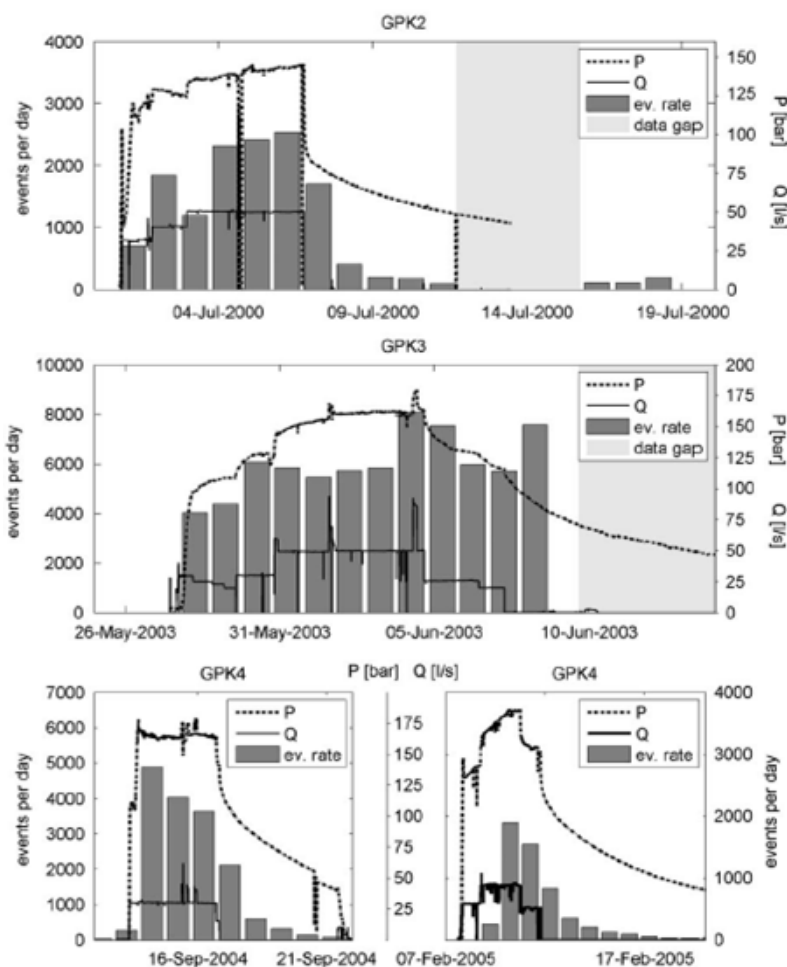 GPK2
4000
3000
2000
1000
0
events per day
150
125
100
75
50
25
0
P [bar]
Q [l/s]
P
Q
ev. rate
data gap
04-Jul-2000
09-Jul-2000
14-Jul-2000
19-Jul-2000
GPK3
10000
8000
6000
4000
2000
0
events per day
200
175
150
125
100
75
50
25
0
P [bar]
Q [l/s]
P
Q
ev. rate
data gap
26-May-2003
31-May-2003
05-Jun-2003
10-Jun-2003
GPK4
7000
6000
5000
4000
3000
2000
1000
0
events per day
P
Q
ev. rate
16-Sep-2004
21-Sep-2004
P [bar] Q [l/s]
175
150
125
100
75
50
25
GPK4
P
Q
ev. rate
4000
3000
2000
1000
0
events per day
07-Feb-2005
17-Feb-2005